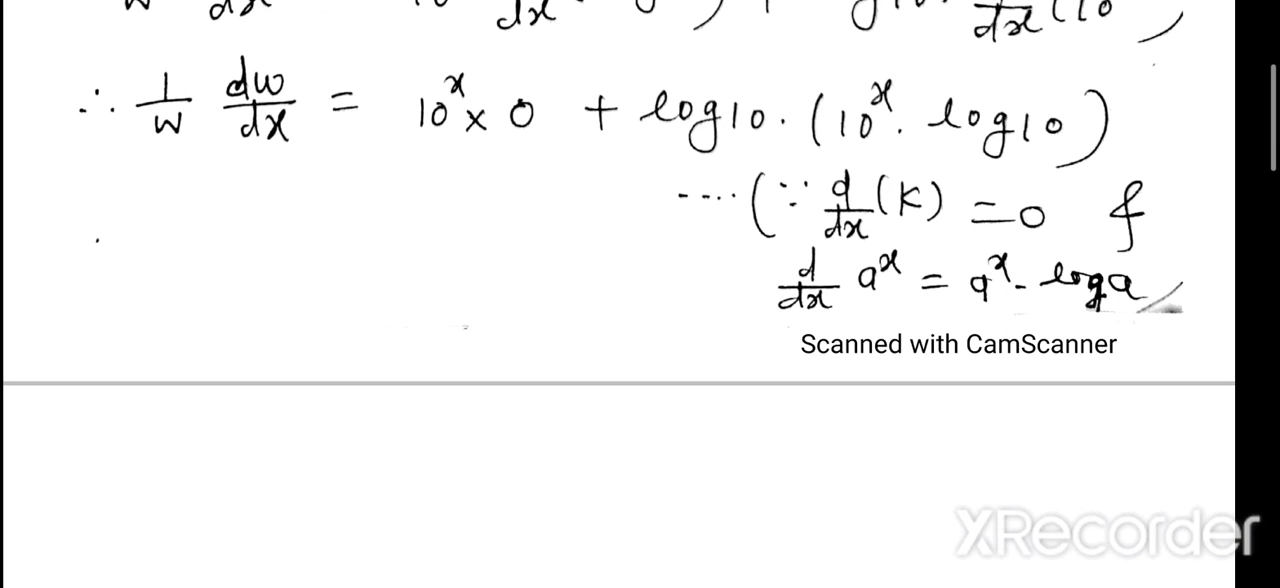 ∴ 1/w dw/dx = 10^x × 0 + log10. (10^x. log10)
....(∵ d/dx (K) = 0 &
d/dx a^x = a^x. loga
Scanned with CamScanner
XRecorder